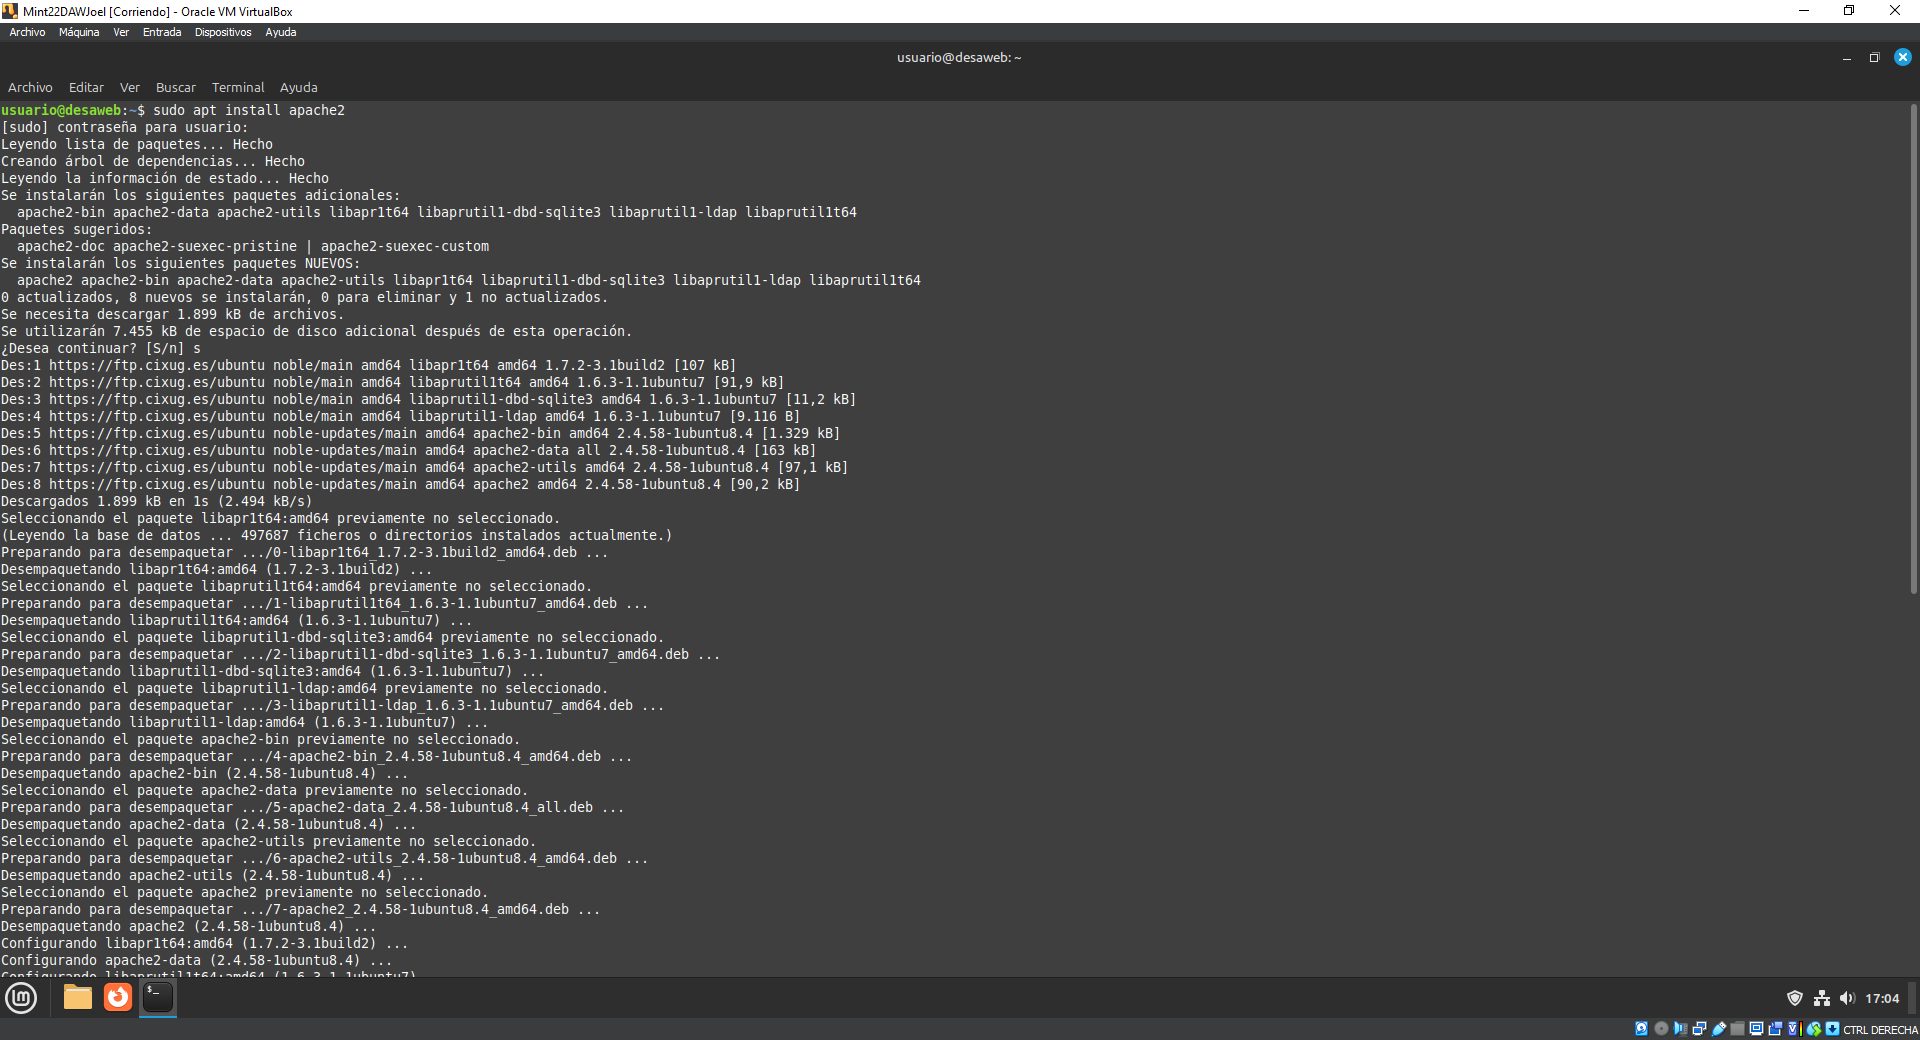 Mint22DAWJoel [Corriendo] - Oracle VM VirtualBox
Archivo Máquina Ver Entrada Dispositivos Ayuda
usuario@desaweb: ~
Archivo Editar Ver Buscar Terminal Ayuda
usuario@desaweb:~$ sudo apt install apache2
[sudo] contraseña para usuario:
Leyendo lista de paquetes... Hecho
Creando árbol de dependencias... Hecho
Leyendo la información de estado... Hecho
Se instalarán los siguientes paquetes adicionales:
  apache2-bin apache2-data apache2-utils libapr1t64 libaprutil1-dbd-sqlite3 libaprutil1-ldap libaprutil1t64
Paquetes sugeridos:
  apache2-doc apache2-suexec-pristine | apache2-suexec-custom
Se instalarán los siguientes paquetes NUEVOS:
  apache2 apache2-bin apache2-data apache2-utils libapr1t64 libaprutil1-dbd-sqlite3 libaprutil1-ldap libaprutil1t64
0 actualizados, 8 nuevos se instalarán, 0 para eliminar y 1 no actualizados.
Se necesita descargar 1.899 kB de archivos.
Se utilizarán 7.455 kB de espacio de disco adicional después de esta operación.
¿Desea continuar? [S/n] s
Des:1 https://ftp.cixug.es/ubuntu noble/main amd64 libapr1t64 amd64 1.7.2-3.1build2 [107 kB]
Des:2 https://ftp.cixug.es/ubuntu noble/main amd64 libaprutil1t64 amd64 1.6.3-1.1ubuntu7 [91,9 kB]
Des:3 https://ftp.cixug.es/ubuntu noble/main amd64 libaprutil1-dbd-sqlite3 amd64 1.6.3-1.1ubuntu7 [11,2 kB]
Des:4 https://ftp.cixug.es/ubuntu noble/main amd64 libaprutil1-ldap amd64 1.6.3-1.1ubuntu7 [9.116 B]
Des:5 https://ftp.cixug.es/ubuntu noble-updates/main amd64 apache2-bin amd64 2.4.58-1ubuntu8.4 [1.329 kB]
Des:6 https://ftp.cixug.es/ubuntu noble-updates/main amd64 apache2-data all 2.4.58-1ubuntu8.4 [163 kB]
Des:7 https://ftp.cixug.es/ubuntu noble-updates/main amd64 apache2-utils amd64 2.4.58-1ubuntu8.4 [97,1 kB]
Des:8 https://ftp.cixug.es/ubuntu noble-updates/main amd64 apache2 amd64 2.4.58-1ubuntu8.4 [90,2 kB]
Descargados 1.899 kB en 1s (2.494 kB/s)
Seleccionando el paquete libapr1t64:amd64 previamente no seleccionado.
(Leyendo la base de datos ... 497687 ficheros o directorios instalados actualmente.)
Preparando para desempaquetar .../0-libapr1t64_1.7.2-3.1build2_amd64.deb ...
Desempaquetando libapr1t64:amd64 (1.7.2-3.1build2) ...
Seleccionando el paquete libaprutil1t64:amd64 previamente no seleccionado.
Preparando para desempaquetar .../1-libaprutil1t64_1.6.3-1.1ubuntu7_amd64.deb ...
Desempaquetando libaprutil1t64:amd64 (1.6.3-1.1ubuntu7) ...
Seleccionando el paquete libaprutil1-dbd-sqlite3:amd64 previamente no seleccionado.
Preparando para desempaquetar .../2-libaprutil1-dbd-sqlite3_1.6.3-1.1ubuntu7_amd64.deb ...
Desempaquetando libaprutil1-dbd-sqlite3:amd64 (1.6.3-1.1ubuntu7) ...
Seleccionando el paquete libaprutil1-ldap:amd64 previamente no seleccionado.
Preparando para desempaquetar .../3-libaprutil1-ldap_1.6.3-1.1ubuntu7_amd64.deb ...
Desempaquetando libaprutil1-ldap:amd64 (1.6.3-1.1ubuntu7) ...
Seleccionando el paquete apache2-bin previamente no seleccionado.
Preparando para desempaquetar .../4-apache2-bin_2.4.58-1ubuntu8.4_amd64.deb ...
Desempaquetando apache2-bin (2.4.58-1ubuntu8.4) ...
Seleccionando el paquete apache2-data previamente no seleccionado.
Preparando para desempaquetar .../5-apache2-data_2.4.58-1ubuntu8.4_all.deb ...
Desempaquetando apache2-data (2.4.58-1ubuntu8.4) ...
Seleccionando el paquete apache2-utils previamente no seleccionado.
Preparando para desempaquetar .../6-apache2-utils_2.4.58-1ubuntu8.4_amd64.deb ...
Desempaquetando apache2-utils (2.4.58-1ubuntu8.4) ...
Seleccionando el paquete apache2 previamente no seleccionado.
Preparando para desempaquetar .../7-apache2_2.4.58-1ubuntu8.4_amd64.deb ...
Desempaquetando apache2 (2.4.58-1ubuntu8.4) ...
Configurando libapr1t64:amd64 (1.7.2-3.1build2) ...
Configurando apache2-data (2.4.58-1ubuntu8.4) ...
Configurando libaprutil1t64:amd64 (1.6.3-1.1ubuntu7)
17:04
CTRL DERECHA